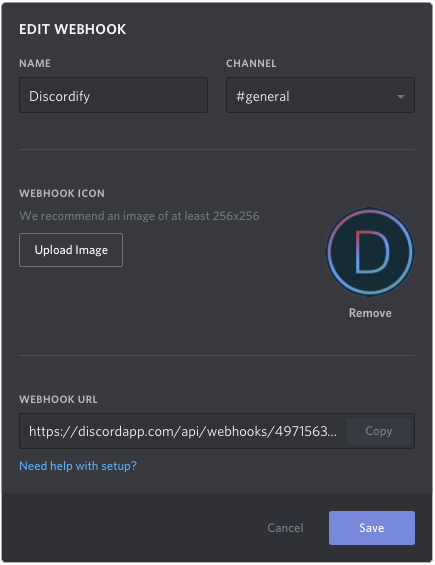 EDIT WEBHOOK
NAME
CHANNEL
Discordify
#general
WEBHOOK ICON
We recommend an image of at least 256x256
Upload Image
D
Remove
WEBHOOK URL
https://discordapp.com/api/webhooks/4971563...
Copy
Need help with setup?
Cancel
Save